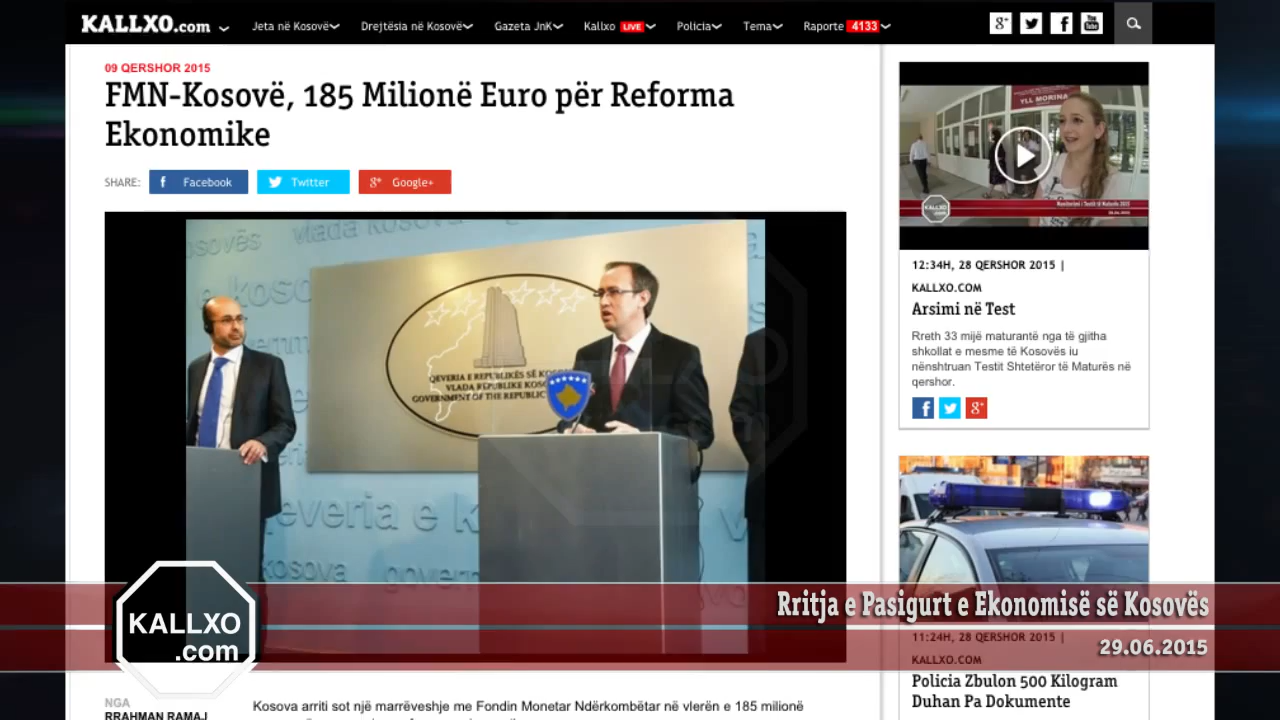 KALLXO.com
Jeta në Kosovë
Drejtësia në Kosovë
Gazeta JnK
Kallxo LIVE
Policia
Tema
Raporte 4133
09 QERSHOR 2015
FMN-Kosovë, 185 Milionë Euro për Reforma
Ekonomike
SHARE:
Facebook
Twitter
Google+
QEVERIA E REPUBLIKËS SË KOSO
VLADA REPUBLIKE KOSO
GOVERNMENT OF THE REPUBLIC
NGA
RRAHMAN RAMAJ
Kosova arriti sot një marrëveshje me Fondin Monetar Ndërkombëtar në vlerën e 185 milionë
YLL MORINA
KALLXO
.com
12:34H, 28 QERSHOR 2015 |
KALLXO.COM
Arsimi në Test
Rreth 33 mijë maturantë nga të gjitha
shkollat e mesme të Kosovës iu
nënshtruan Testit Shtetëror të Maturës në
qershor.
11:24H, 28 QERSHOR 2015 |
KALLXO.COM
Policia Zbulon 500 Kilogram
Duhan Pa Dokumente
KALLXO
.com
Rritja e Pasigurt e Ekonomisë së Kosovës
29.06.2015